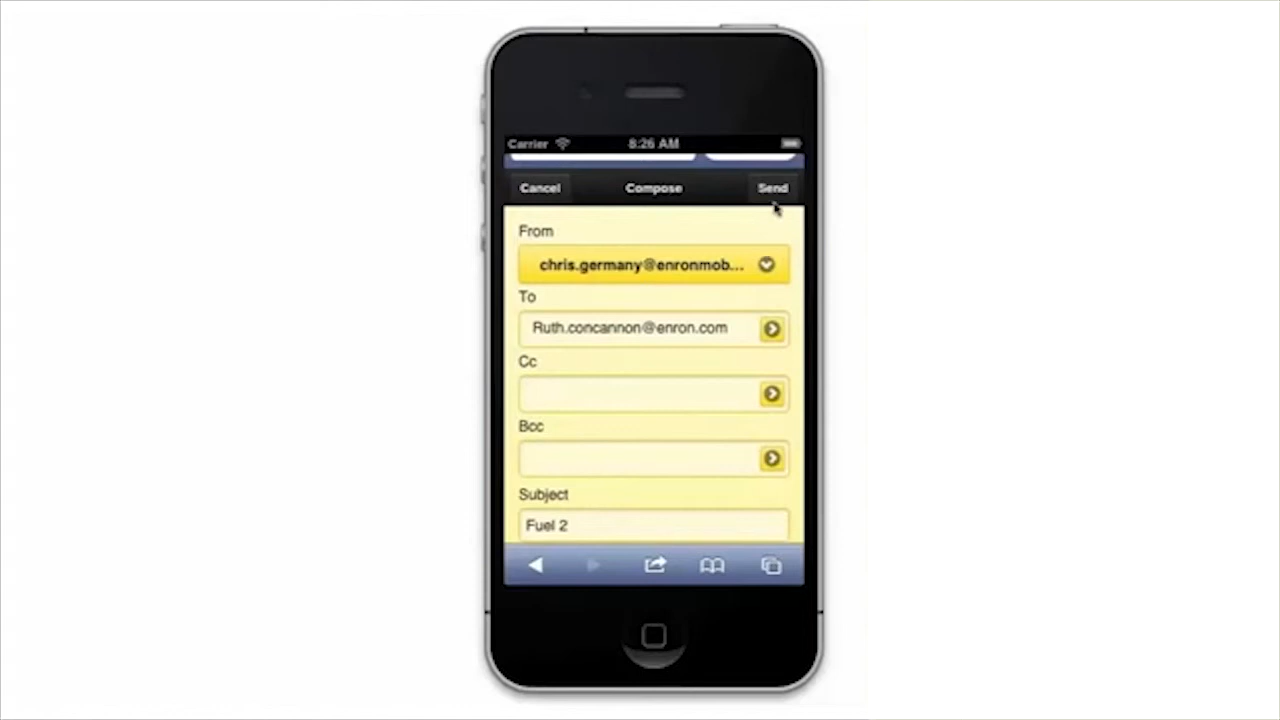 Carrier 8:26 AM
Cancel Compose Send
From
chris.germany@enronmob...
To
Ruth.concannon@enron.com
Cc
Bcc
Subject
Fuel 2